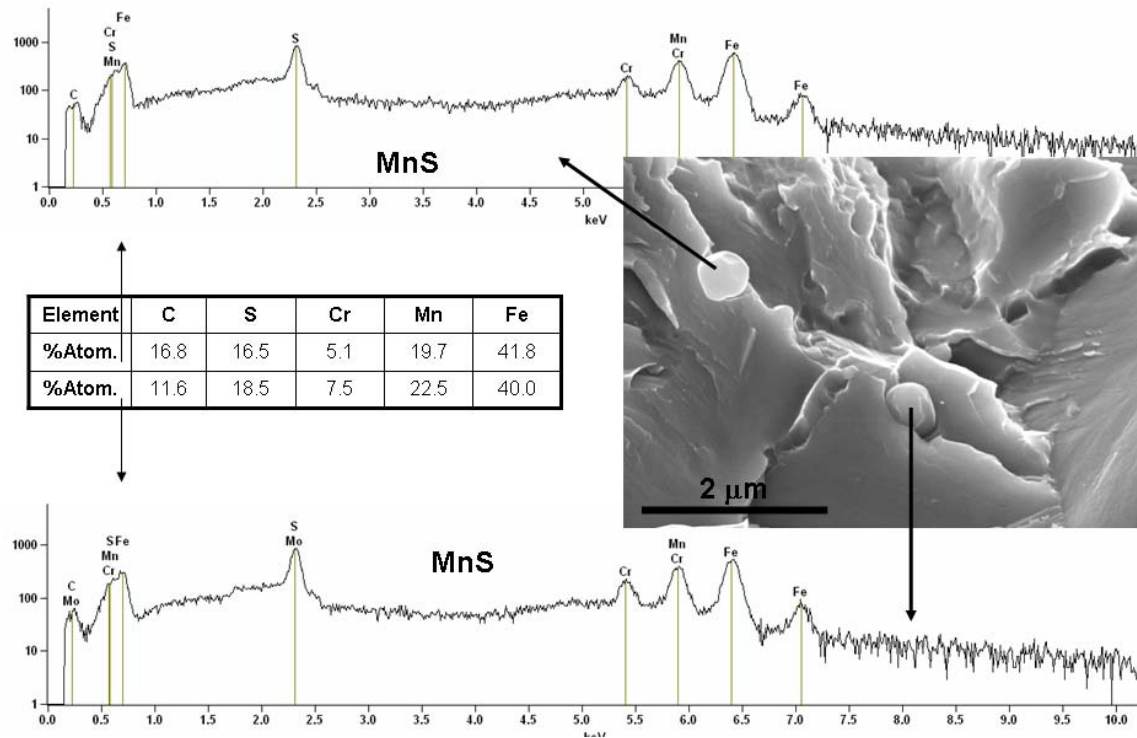 Fe
Cr
S
Mn
C
S
Mn
Cr
Cr
Fe
Fe
1000
100
10
1
0.0 0.5 1.0 1.5 2.0 2.5 3.0 3.5 4.0 4.5 5.0
keV
MnS
Element C S Cr Mn Fe
%Atom. 16.8 16.5 5.1 19.7 41.8
%Atom. 11.6 18.5 7.5 22.5 40.0
2 µm
S Fe
Mn
Cr
C
Mo
S
Mo
MnS
Cr
Mn
Cr
Fe
Fe
1000
100
10
1
0.0 0.5 1.0 1.5 2.0 2.5 3.0 3.5 4.0 4.5 5.0 5.5 6.0 6.5 7.0 7.5 8.0 8.5 9.0 9.5 10.0
keV